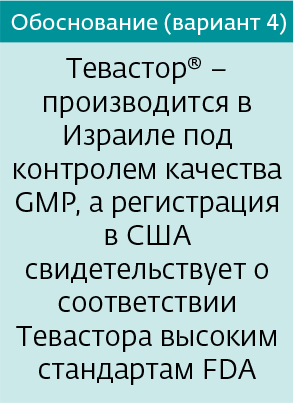 Обоснование (вариант 4)
Тевастор® –
производится в
Израиле под
контролем качества
GMP, а регистрация
в США
свидетельствует о
соответствии
Тевастора высоким
стандартам FDA